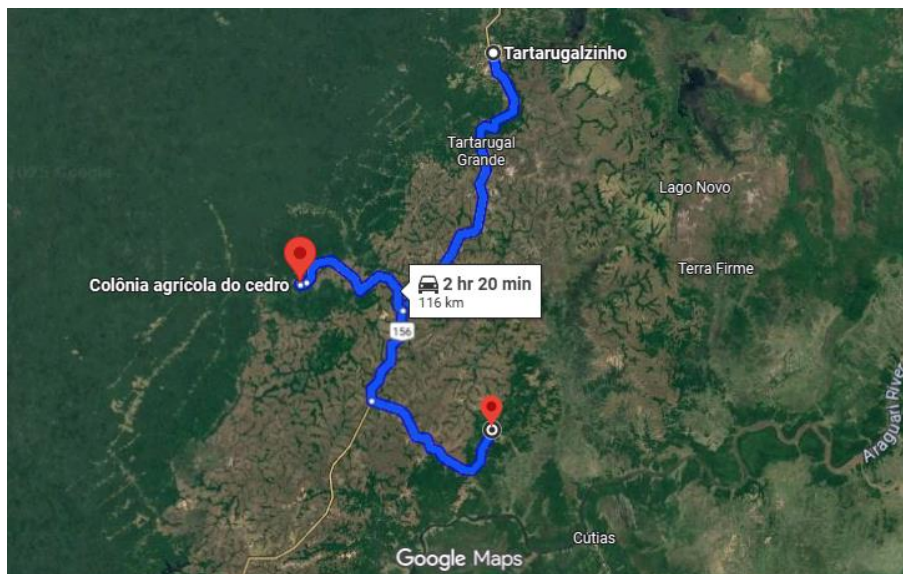 Tartarugalzinho
Tartarugal
Grande
Lago Novo
Terra Firme
Colônia agrícola do cedro
2 hr 20 min
116 km
156
Araguari River
Cutias
Google Maps